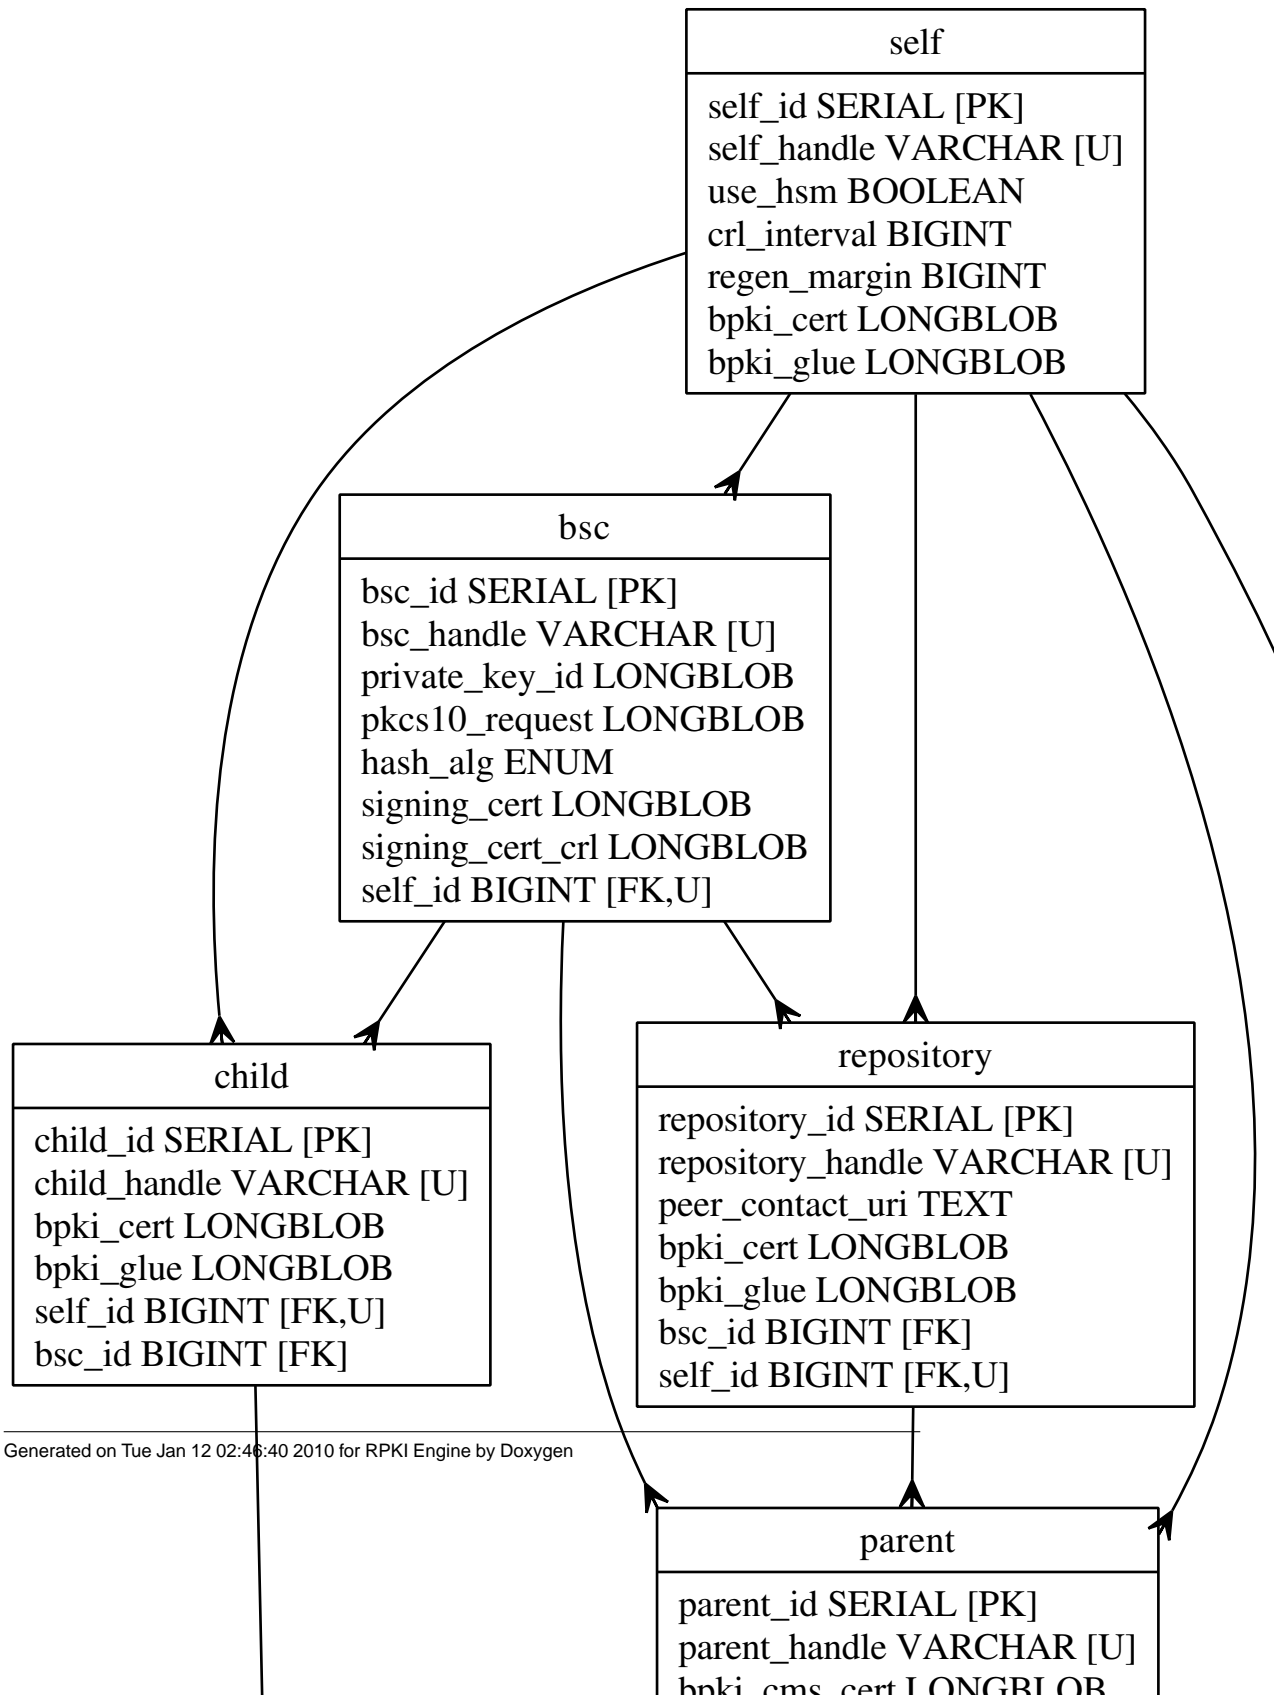 self
self_id SERIAL [PK]
self_handle VARCHAR [U]
use_hsm BOOLEAN
crl_interval BIGINT
regen_margin BIGINT
bpki_cert LONGBLOB
bpki_glue LONGBLOB
bsc
bsc_id SERIAL [PK]
bsc_handle VARCHAR [U]
private_key_id LONGBLOB
pkcs10_request LONGBLOB
hash_alg ENUM
signing_cert LONGBLOB
signing_cert_crl LONGBLOB
self_id BIGINT [FK,U]
child
child_id SERIAL [PK]
child_handle VARCHAR [U]
bpki_cert LONGBLOB
bpki_glue LONGBLOB
self_id BIGINT [FK,U]
bsc_id BIGINT [FK]
repository
repository_id SERIAL [PK]
repository_handle VARCHAR [U]
peer_contact_uri TEXT
bpki_cert LONGBLOB
bpki_glue LONGBLOB
bsc_id BIGINT [FK]
self_id BIGINT [FK,U]
Generated on Tue Jan 12 02:46:40 2010 for RPKI Engine by Doxygen
parent
parent_id SERIAL [PK]
parent_handle VARCHAR [U]
bpki_cms_cert LONGBLOB